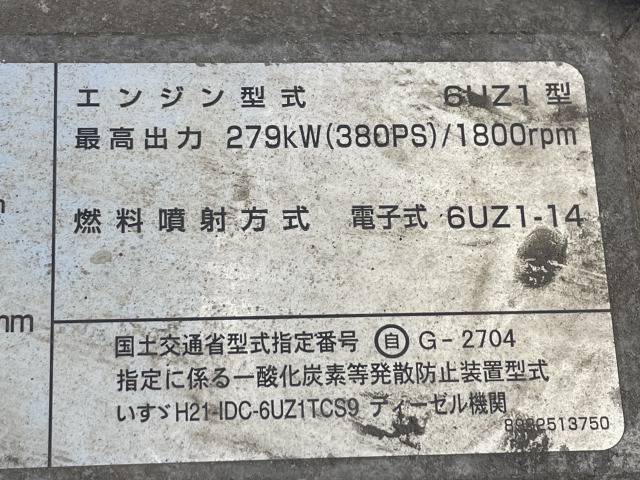 エンジン型式 6UZ1型
最高出力 279kW(380PS)/1800rpm
燃料噴射方式 電子式 6UZ1-14
mm
国土交通省型式指定番号 自 G-2704
指定に係る一酸化炭素等発散防止装置型式
いすゞH21-IDC-6UZ1TCS9 ディーゼル機関
8982513750